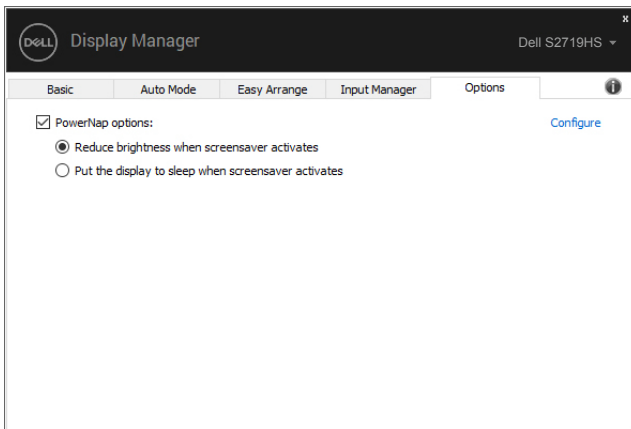 x
DELL Display Manager Dell S2719HS
Basic Auto Mode Easy Arrange Input Manager Options i
PowerNap options: Configure
Reduce brightness when screensaver activates
Put the display to sleep when screensaver activates